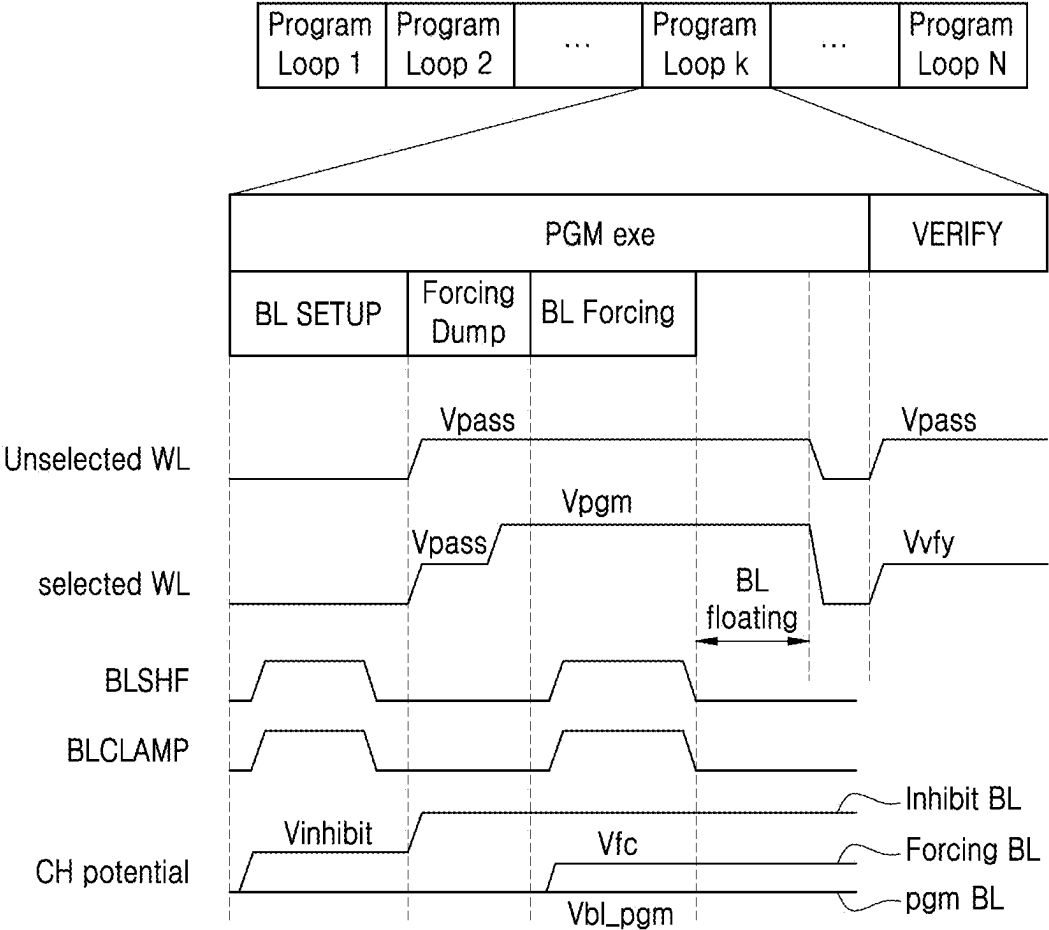 Program Loop 1
Program Loop 2
...
Program Loop k
...
Program Loop N
PGM exe
VERIFY
BL SETUP
Forcing Dump
BL Forcing
Unselected WL
Vpass
Vpass
selected WL
Vpass
Vpgm
Vvfy
BL floating
BLSHF
BLCLAMP
CH potential
Vinhibit
Vfc
Vbl_pgm
Inhibit BL
Forcing BL
pgm BL